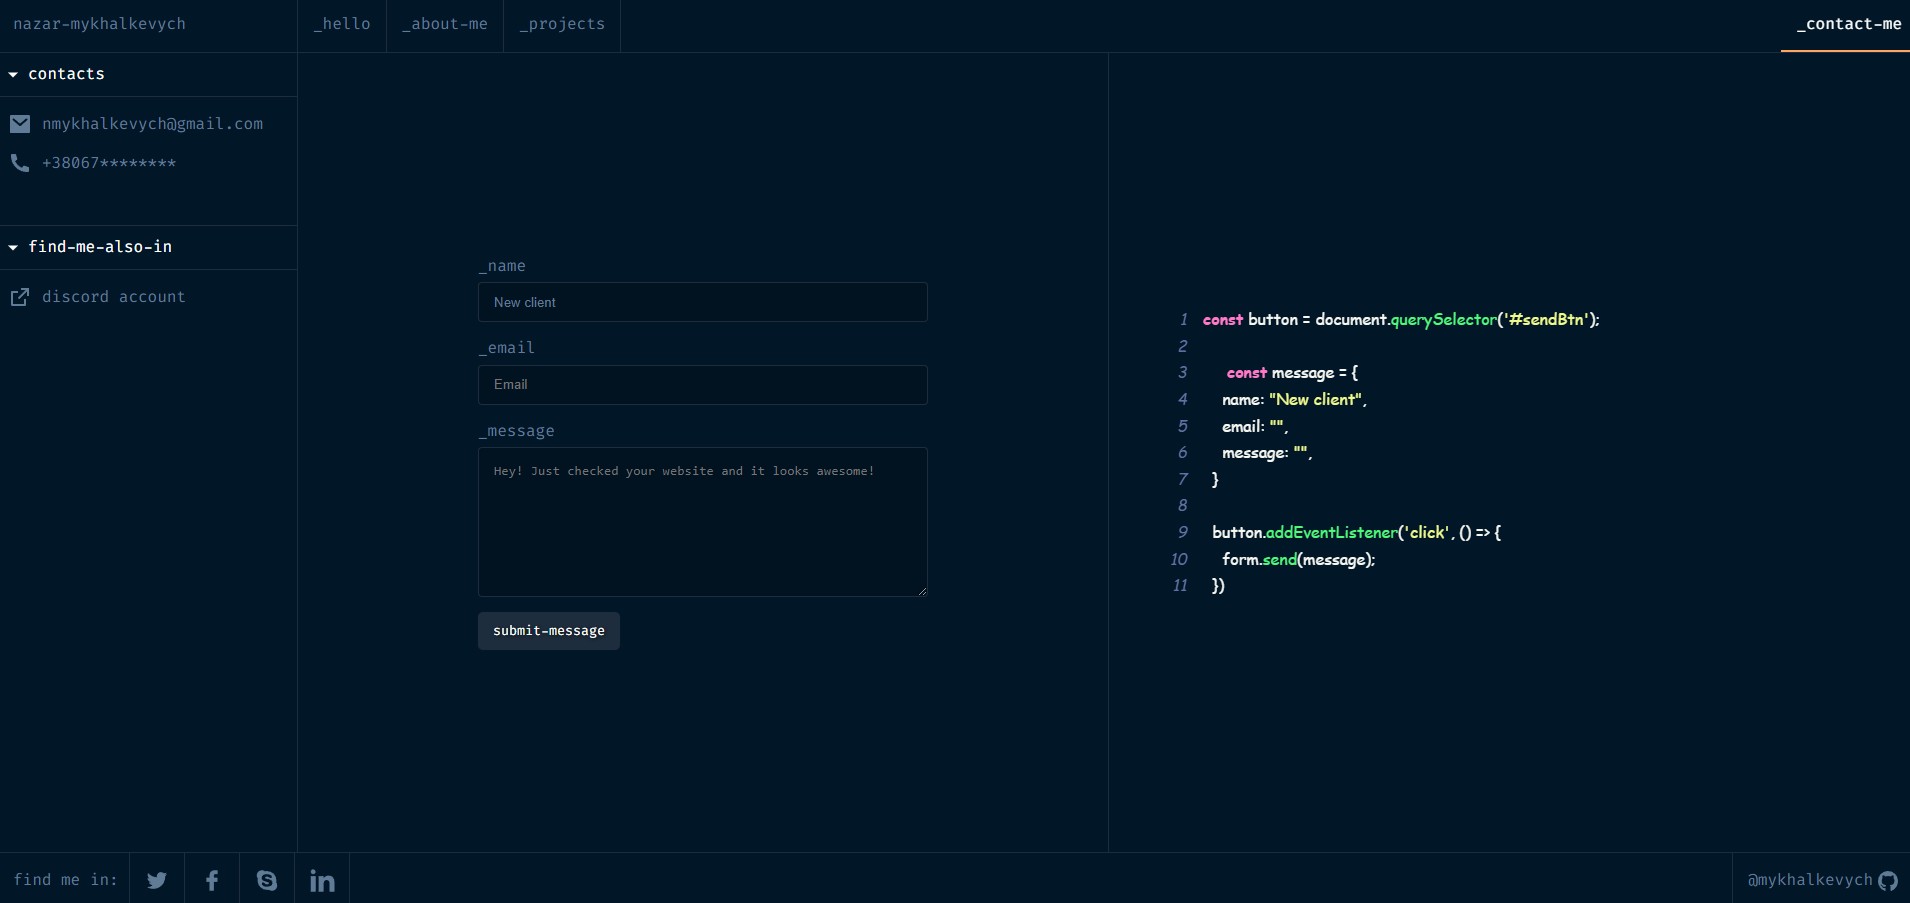 nazar-mykhalkevych
_hello
_about-me
_projects
_contact-me
contacts
nmykhalkevych@gmail.com
+38067********
find-me-also-in
discord account
_name
New client
_email
Email
_message
Hey! Just checked your website and it looks awesome!
submit-message
1 const button = document.querySelector('#sendBtn');
2
3 const message = {
4 name: "New client",
5 email: "",
6 message: "",
7 }
8
9 button.addEventListener('click', () => {
10 form.send(message);
11 })
find me in:
@mykhalkevych